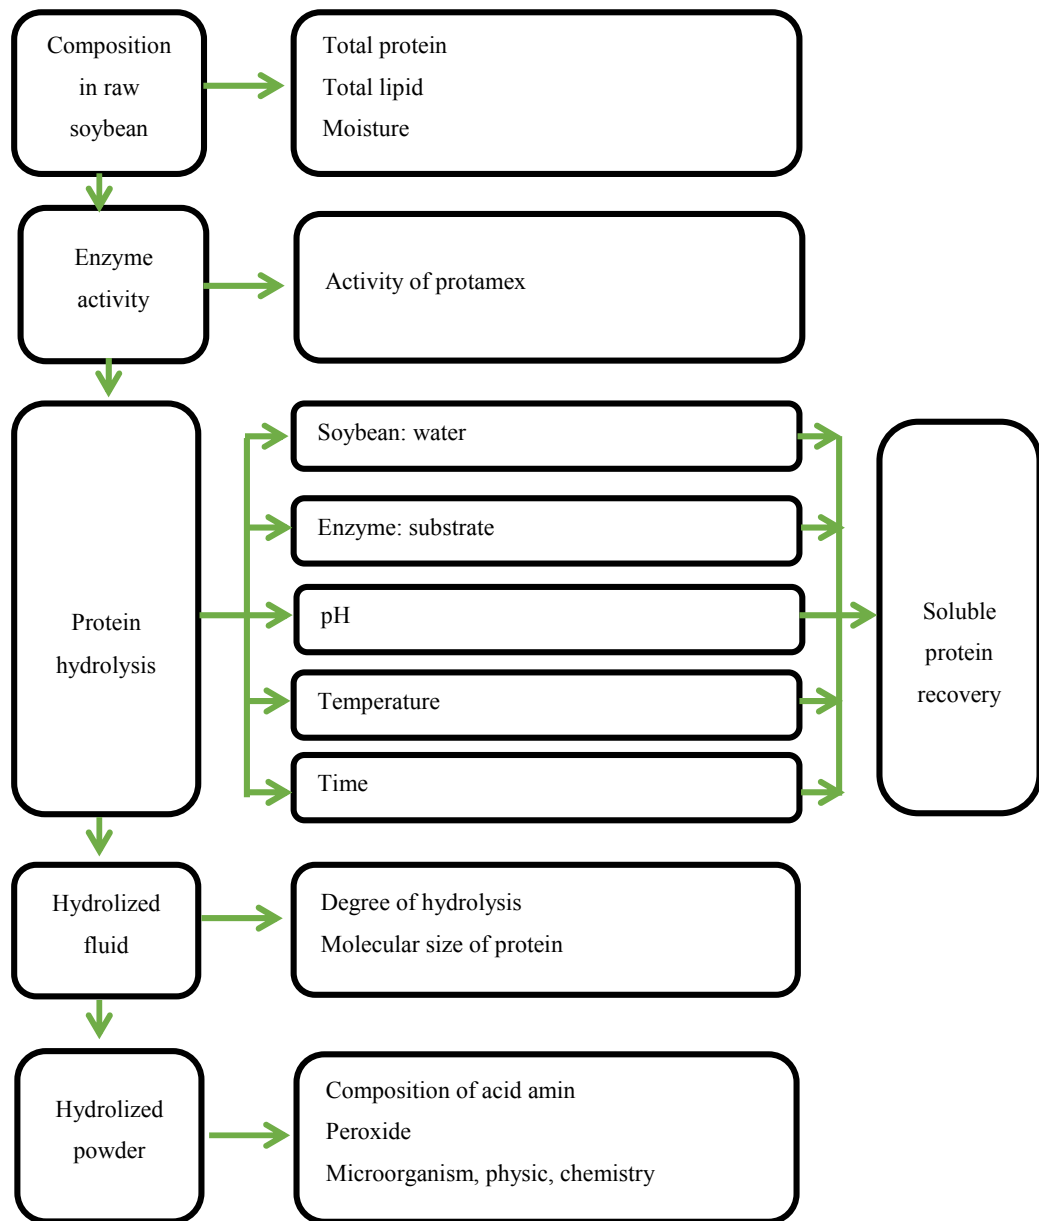 Composition
in raw
soybean
Total protein
Total lipid
Moisture
Enzyme
activity
Activity of protamex
Protein
hydrolysis
Soybean: water
Enzyme: substrate
pH
Temperature
Time
Soluble
protein
recovery
Hydrolized
fluid
Degree of hydrolysis
Molecular size of protein
Hydrolized
powder
Composition of acid amin
Peroxide
Microorganism, physic, chemistry